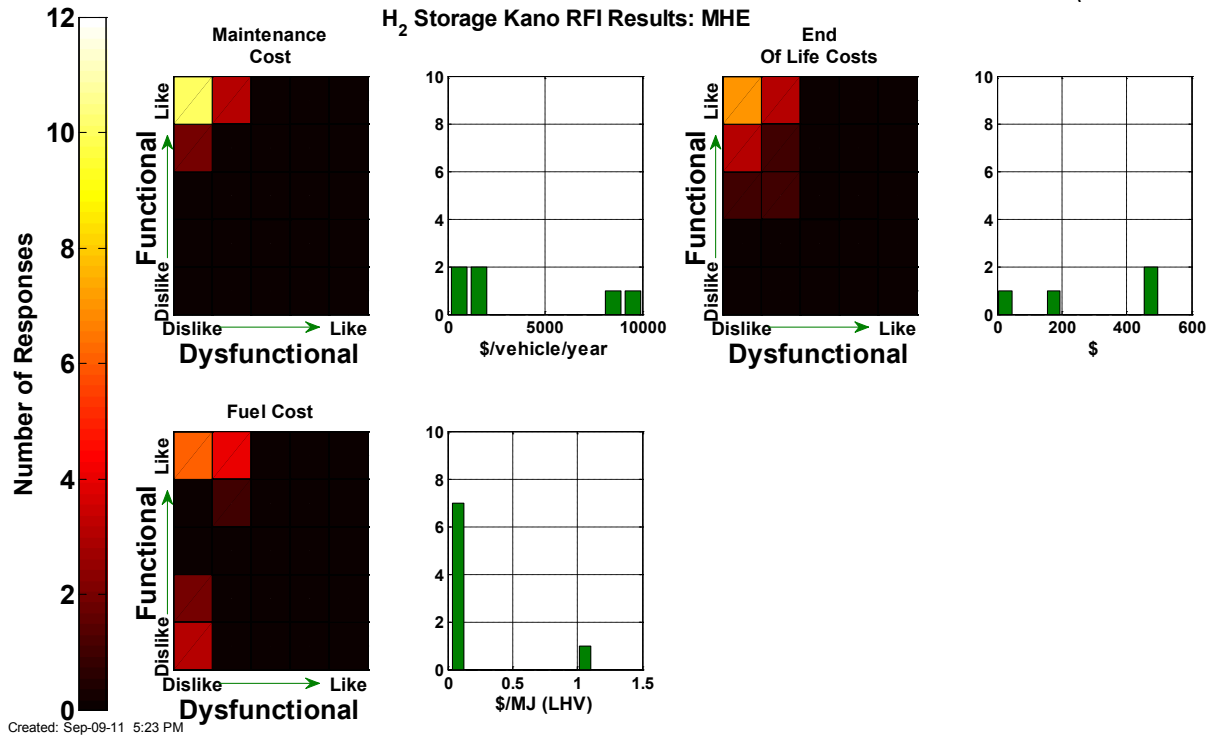 H2 Storage Kano RFI Results: MHE
12
10
8
6
4
2
0
Number of Responses
Maintenance
Cost
Like
Functional
Dislike
Dislike
Like
Dysfunctional
10
8
6
4
2
0
0
5000
10000
$/vehicle/year
End
Of Life Costs
Like
Functional
Dislike
Dislike
Like
Dysfunctional
10
8
6
4
2
0
0
200
400
600
$
Fuel Cost
Like
Functional
Dislike
Dislike
Like
Dysfunctional
10
8
6
4
2
0
0
0.5
1
1.5
$/MJ (LHV)
Created: Sep-09-11 5:23 PM